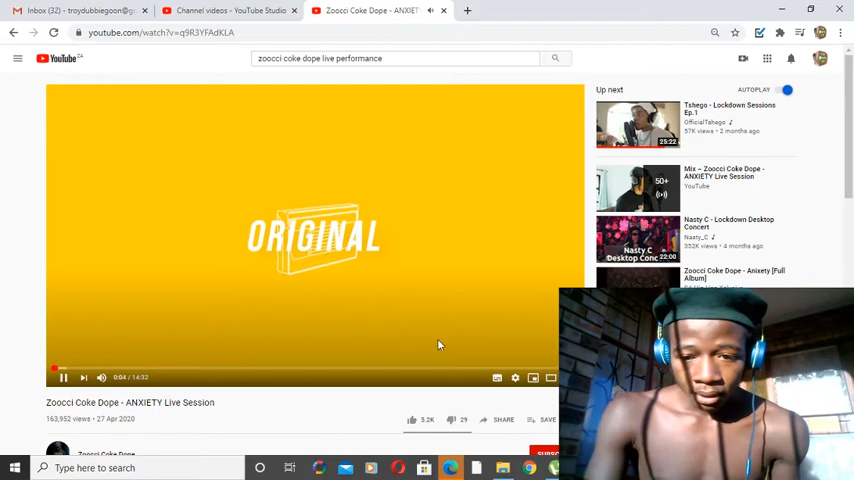 Inbox (32) - troydubbiegoon@g
Channel videos - YouTube Studio
Zoocci Coke Dope - ANXIETY
youtube.com/watch?v=q9R3YFAdKLA
YouTube ZA
zoocci coke dope live performance
ORIGINAL
0:04 / 14:32
Zoocci Coke Dope - ANXIETY Live Session
163,952 views • 27 Apr 2020
5.2K
29
SHARE
SAVE
Zoocci Coke Dope
SUBSC
Up next
AUTOPLAY
Tshego - Lockdown Sessions
Ep.1
OfficialTshego
57K views • 2 months ago
25:22
50+
Mix – Zoocci Coke Dope -
ANXIETY Live Session
YouTube
Nasty C - Lockdown Desktop
Concert
Nasty_C
352K views • 4 months ago
Nasty C
Desktop Conc
22:00
Zoocci Coke Dope - Anixety [Full
Album]
Type here to search